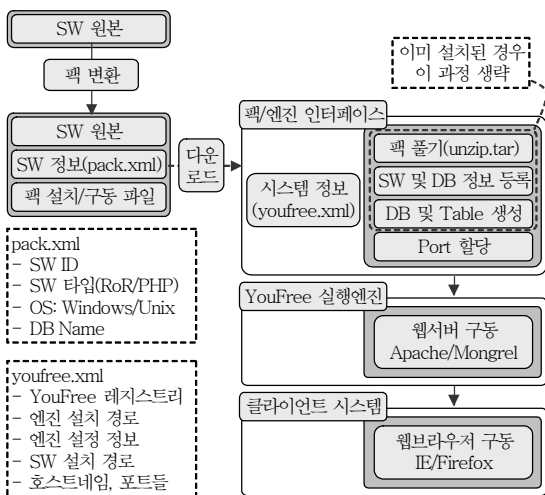 SW 원본
팩 변환
SW 원본
SW 정보(pack.xml)
팩 설치/구동 파일
다운
로드
이미 설치된 경우
이 과정 생략
팩/엔진 인터페이스
시스템 정보
(youfree.xml)
팩 풀기(unzip.tar)
SW 및 DB 정보 등록
DB 및 Table 생성
Port 할당
YouFree 실행엔진
웹서버 구동
Apache/Mongrel
클라이언트 시스템
웹브라우저 구동
IE/Firefox
pack.xml
- SW ID
- SW 타입(RoR/PHP)
- OS: Windows/Unix
- DB Name
youfree.xml
- YouFree 레지스트리
- 엔진 설치 경로
- 엔진 설정 정보
- SW 설치 경로
- 호스트네임, 포트들